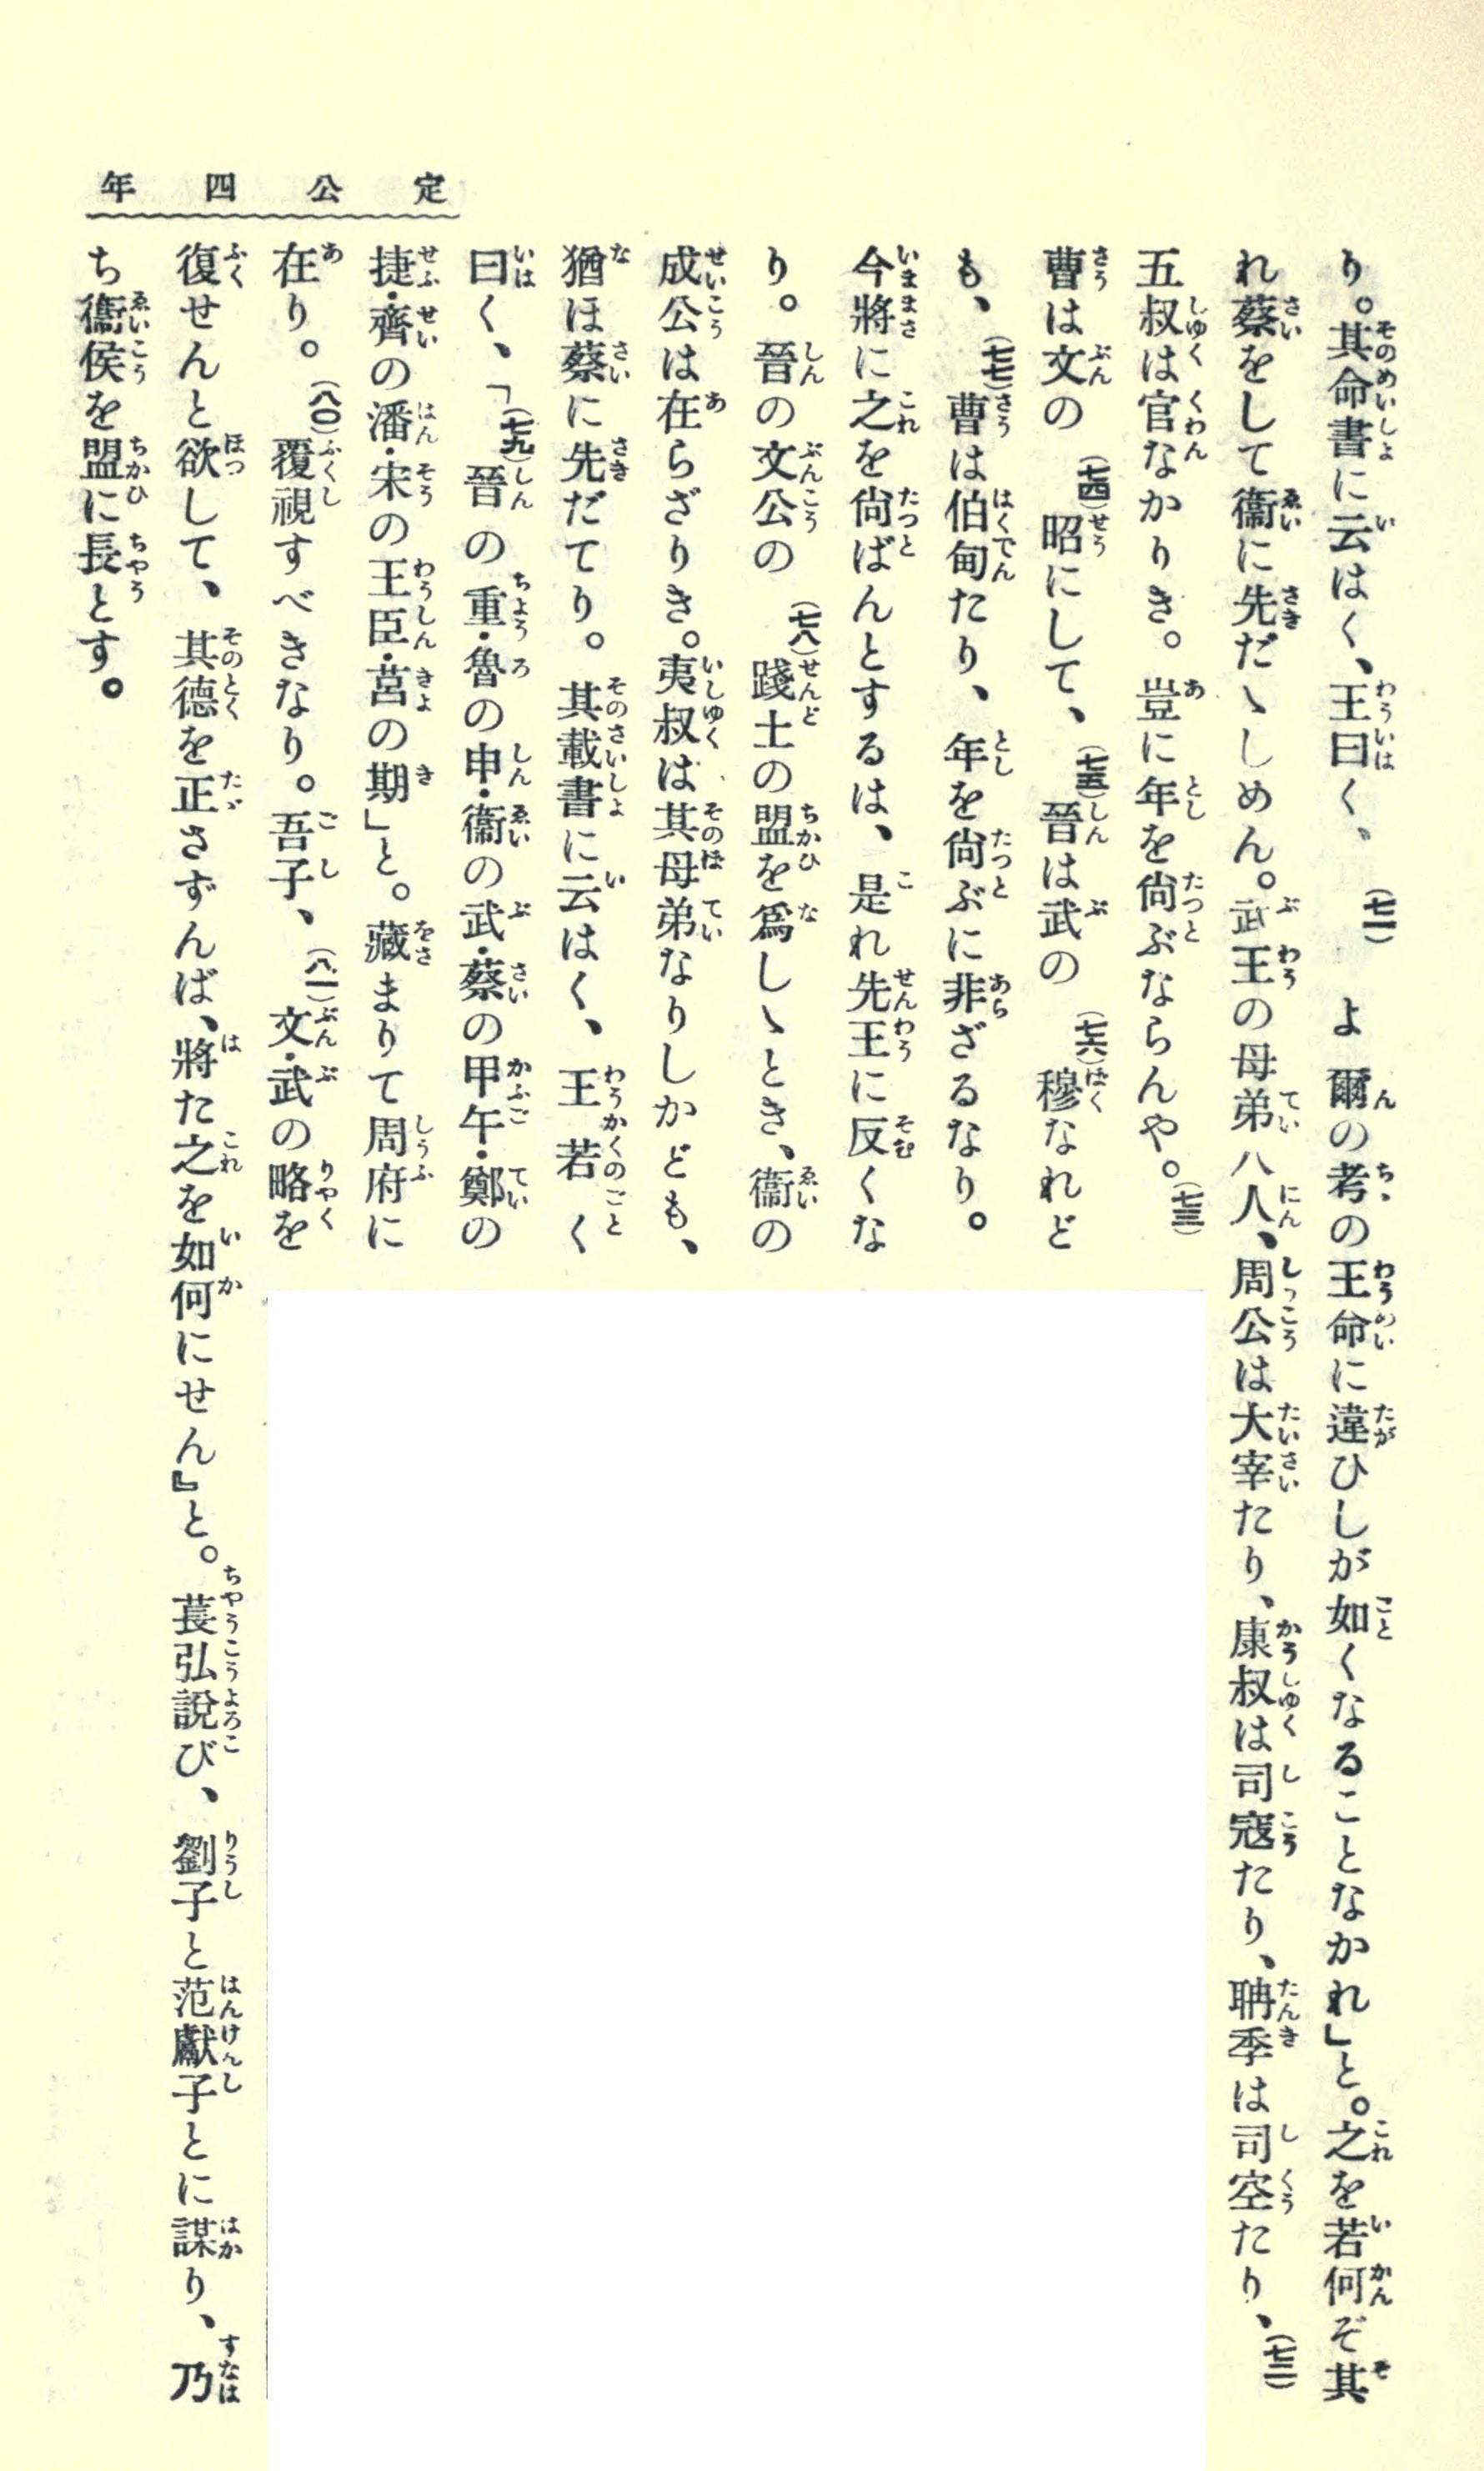 定公四年
り。其命書に云はく、王曰く、(七一)よ爾の考の王命に違ひしが如くなることなかれ」と。之を若何ぞ其
れ蔡をして衞に先だゝしめん。武王の母弟八人、周公は大宰たり、康叔は司寇たり、聃季は司空たり、(七二)
五叔は官なかりき。豈に年を尙ぶならんや。(七三)
曹は文の(七四)昭にして、(七五)晉は武の(七六)穆なれど
も、(七七)曹は伯甸たり、年を尙ぶに非ざるなり。
今將に之を尙ばんとするは、是れ先王に反くな
り。晉の文公の(七八)踐土の盟を爲しゝとき、衞の
成公は在らざりき。夷叔は其母弟なりしかども、
猶ほ蔡に先だてり。其載書に云はく、王若く
曰く、「(七九)晉の重・魯の申・衞の武・蔡の甲午・鄭の
捷・齊の潘・宋の王臣・莒の期」と。藏まりて周府に
在り。(八〇)覆視すべきなり。吾子、(八一)文・武の略を
復せんと欲して、其德を正さずんば、將た之を如何にせん』と。萇弘說び、劉子と范獻子とに謀り、乃
ち衞侯を盟に長とす。